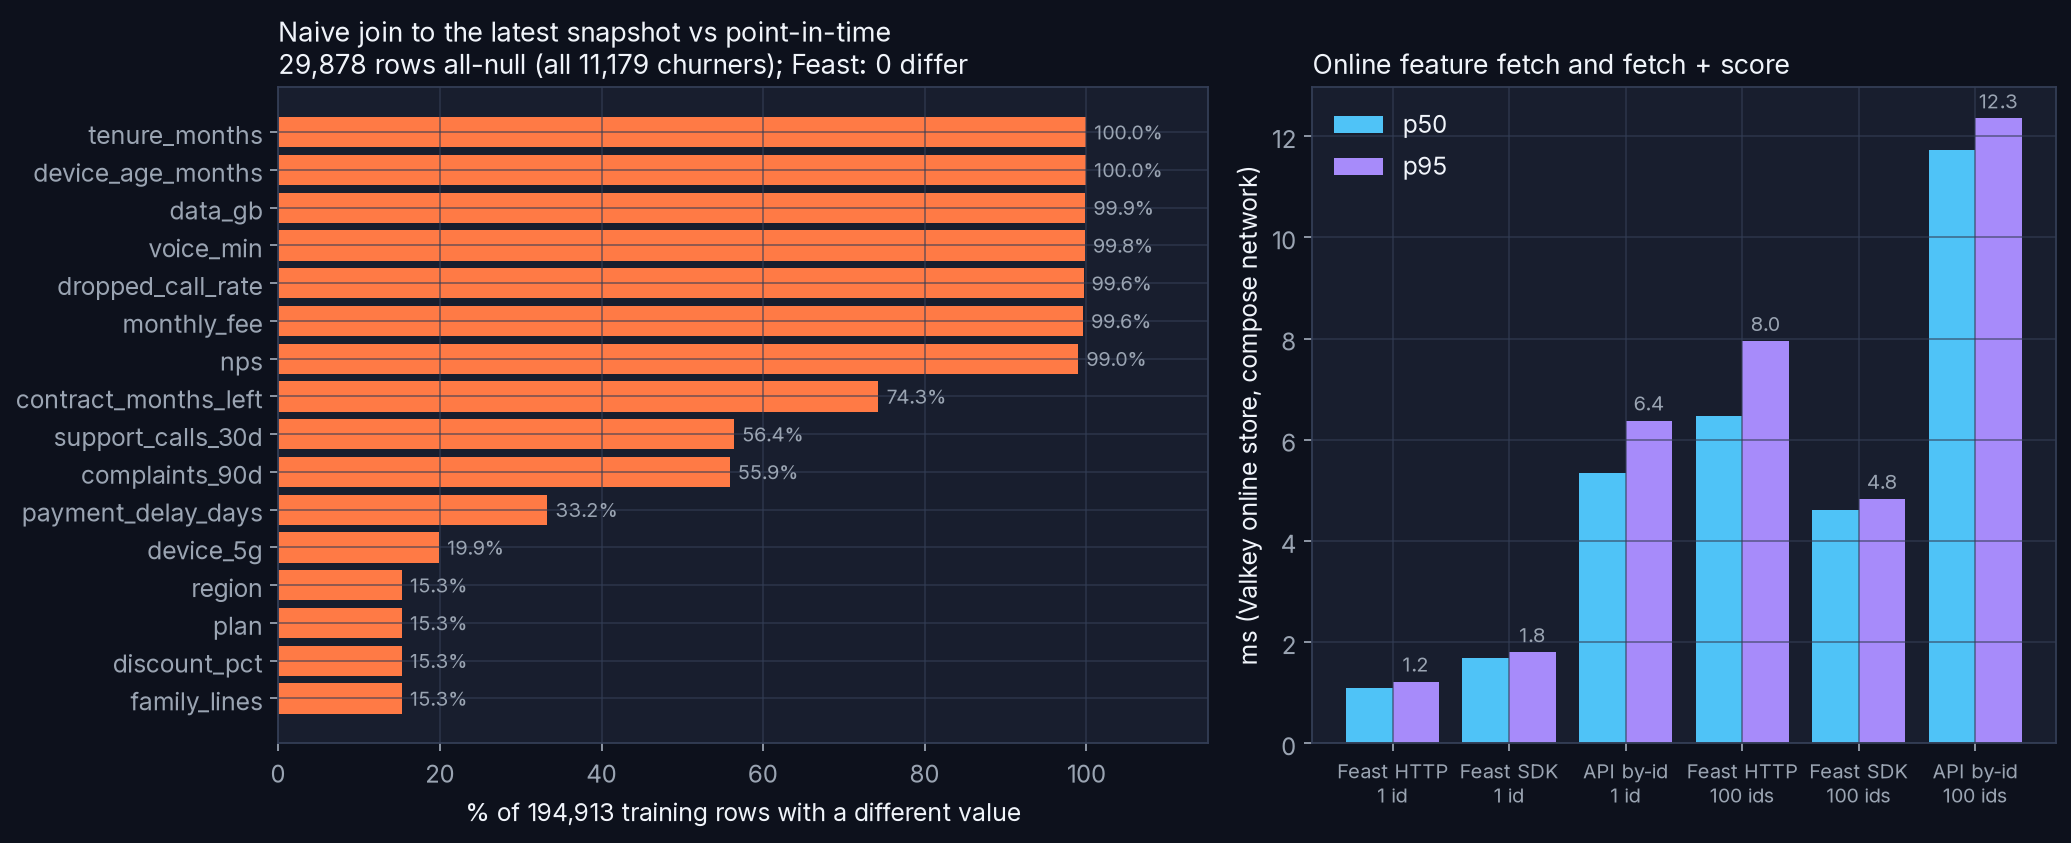 Naive join to the latest snapshot vs point-in-time
29,878 rows all-null (all 11,179 churners); Feast: 0 differ
tenure_months 100.0%
device_age_months 100.0%
data_gb 99.9%
voice_min 99.8%
dropped_call_rate 99.6%
monthly_fee 99.6%
nps 99.0%
contract_months_left 74.3%
support_calls_30d 56.4%
complaints_90d 55.9%
payment_delay_days 33.2%
device_5g 19.9%
region 15.3%
plan 15.3%
discount_pct 15.3%
family_lines 15.3%
0 20 40 60 80 100
% of 194,913 training rows with a different value
Online feature fetch and fetch + score
p50
p95
ms (Valkey online store, compose network)
12
10
8
6
4
2
0
1.2 1.8 6.4 8.0 4.8 12.3
Feast HTTP Feast SDK API by-id Feast HTTP Feast SDK API by-id
1 id 1 id 1 id 100 ids 100 ids 100 ids